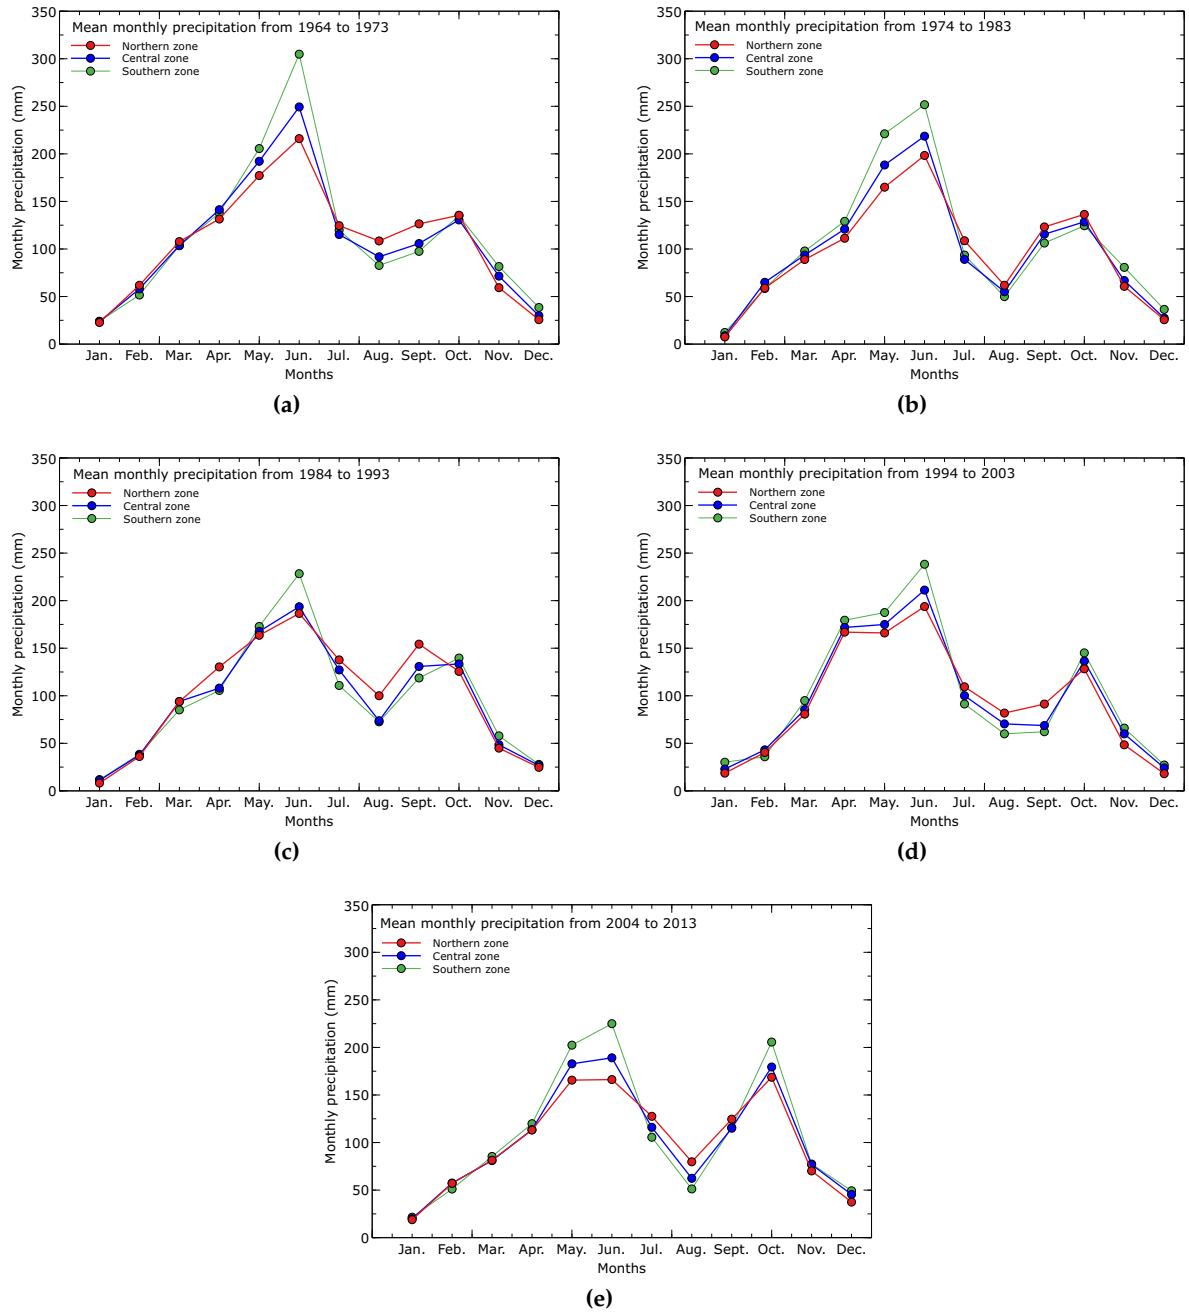 Mean monthly precipitation from 1964 to 1973
Northern zone
Central zone
Southern zone
Monthly precipitation (mm)
350
300
250
200
150
100
50
0
Jan. Feb. Mar. Apr. May. Jun. Jul. Aug. Sept. Oct. Nov. Dec.
Months
(a)
Mean monthly precipitation from 1974 to 1983
Northern zone
Central zone
Southern zone
Monthly precipitation (mm)
350
300
250
200
150
100
50
0
Jan. Feb. Mar. Apr. May. Jun. Jul. Aug. Sept. Oct. Nov. Dec.
Months
(b)
Mean monthly precipitation from 1984 to 1993
Northern zone
Central zone
Southern zone
Monthly precipitation (mm)
350
300
250
200
150
100
50
0
Jan. Feb. Mar. Apr. May. Jun. Jul. Aug. Sept. Oct. Nov. Dec.
Months
(c)
Mean monthly precipitation from 1994 to 2003
Northern zone
Central zone
Southern zone
Monthly precipitation (mm)
350
300
250
200
150
100
50
0
Jan. Feb. Mar. Apr. May. Jun. Jul. Aug. Sept. Oct. Nov. Dec.
Months
(d)
Mean monthly precipitation from 2004 to 2013
Northern zone
Central zone
Southern zone
Monthly precipitation (mm)
350
300
250
200
150
100
50
0
Jan. Feb. Mar. Apr. May. Jun. Jul. Aug. Sept. Oct. Nov. Dec.
Months
(e)